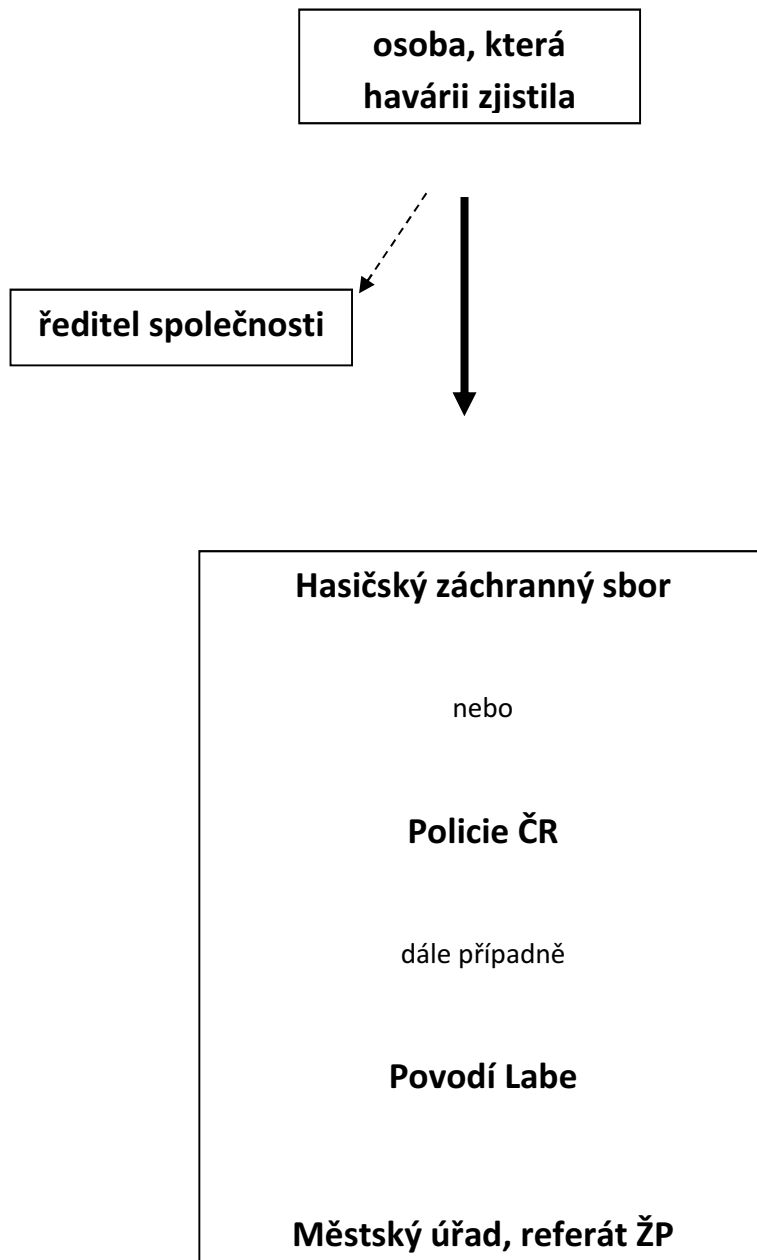 osoba, která
havárii zjistila
ředitel společnosti
Hasičský záchranný sbor
nebo
Policie ČR
dále případně
Povodí Labe
Městský úřad, referát ŽP